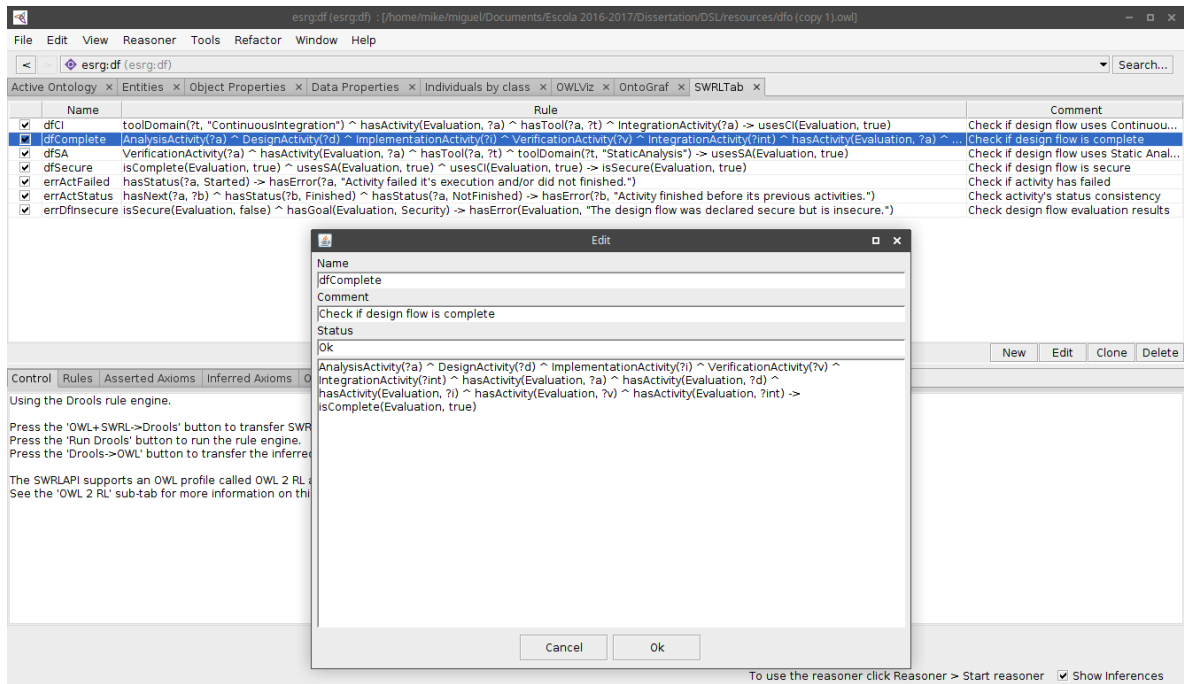 esrg:df (esrg:df) : [/home/mike/miguel/Documents/Escola 2016-2017/Dissertation/DSL/resources/dfo (copy 1).owl]
File Edit View Reasoner Tools Refactor Window Help
< > esrg:df (esrg:df) Search...
Active Ontology × Entities × Object Properties × Data Properties × Individuals by class × OWLViz × OntoGraf × SWRLTab ×
Name Rule Comment
dfCI toolDomain(?t, "ContinuousIntegration") ^ hasActivity(Evaluation, ?a) ^ hasTool(?a, ?t) ^ IntegrationActivity(?a) -> usesCI(Evaluation, true) Check if design flow uses Continuou...
dfComplete AnalysisActivity(?a) ^ DesignActivity(?d) ^ ImplementationActivity(?i) ^ VerificationActivity(?v) ^ IntegrationActivity(?int) ^ hasActivity(Evaluation, ?a) ^ ... Check if design flow is complete
dfSA VerificationActivity(?a) ^ hasActivity(Evaluation, ?a) ^ hasTool(?a, ?t) ^ toolDomain(?t, "StaticAnalysis") -> usesSA(Evaluation, true) Check if design flow uses Static Anal...
dfSecure isComplete(Evaluation, true) ^ usesSA(Evaluation, true) ^ usesCI(Evaluation, true) -> isSecure(Evaluation, true) Check if design flow is secure
errActFailed hasStatus(?a, Started) -> hasError(?a, "Activity failed it's execution and/or did not finished.") Check if activity has failed
errActStatus hasNext(?a, ?b) ^ hasStatus(?b, Finished) ^ hasStatus(?a, NotFinished) -> hasError(?b, "Activity finished before its previous activities.") Check activity's status consistency
errDfInsecure isSecure(Evaluation, false) ^ hasGoal(Evaluation, Security) -> hasError(Evaluation, "The design flow was declared secure but is insecure.") Check design flow evaluation results
Edit
Name
dfComplete
Comment
Check if design flow is complete
Status
Ok
AnalysisActivity(?a) ^ DesignActivity(?d) ^ ImplementationActivity(?i) ^ VerificationActivity(?v) ^
IntegrationActivity(?int) ^ hasActivity(Evaluation, ?a) ^ hasActivity(Evaluation, ?d) ^
hasActivity(Evaluation, ?i) ^ hasActivity(Evaluation, ?v) ^ hasActivity(Evaluation, ?int) ->
isComplete(Evaluation, true)
Cancel Ok
New Edit Clone Delete
Control Rules Asserted Axioms Inferred Axioms O
Using the Drools rule engine.
Press the 'OWL+SWRL->Drools' button to transfer SWR
Press the 'Run Drools' button to run the rule engine.
Press the 'Drools->OWL' button to transfer the inferred
The SWRLAPI supports an OWL profile called OWL 2 RL
See the 'OWL 2 RL' sub-tab for more information on thi
To use the reasoner click Reasoner > Start reasoner Show Inferences